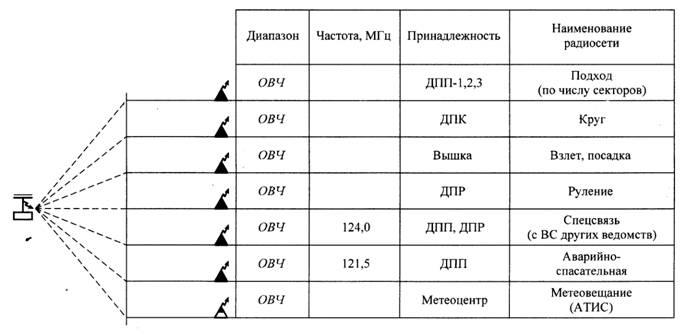 Диапазон Частота, МГц Принадлежность Наименование
радиосети
ОВЧ ДПП-1,2,3 Подход
(по числу секторов)
ОВЧ ДПК Круг
ОВЧ Вышка Взлет, посадка
ОВЧ ДПР Руление
ОВЧ 124,0 ДПП, ДПР Спецсвязь
(с ВС других ведомств)
ОВЧ 121,5 ДПП Аварийно-
спасательная
ОВЧ Метеоцентр Метеовещание
(АТИС)